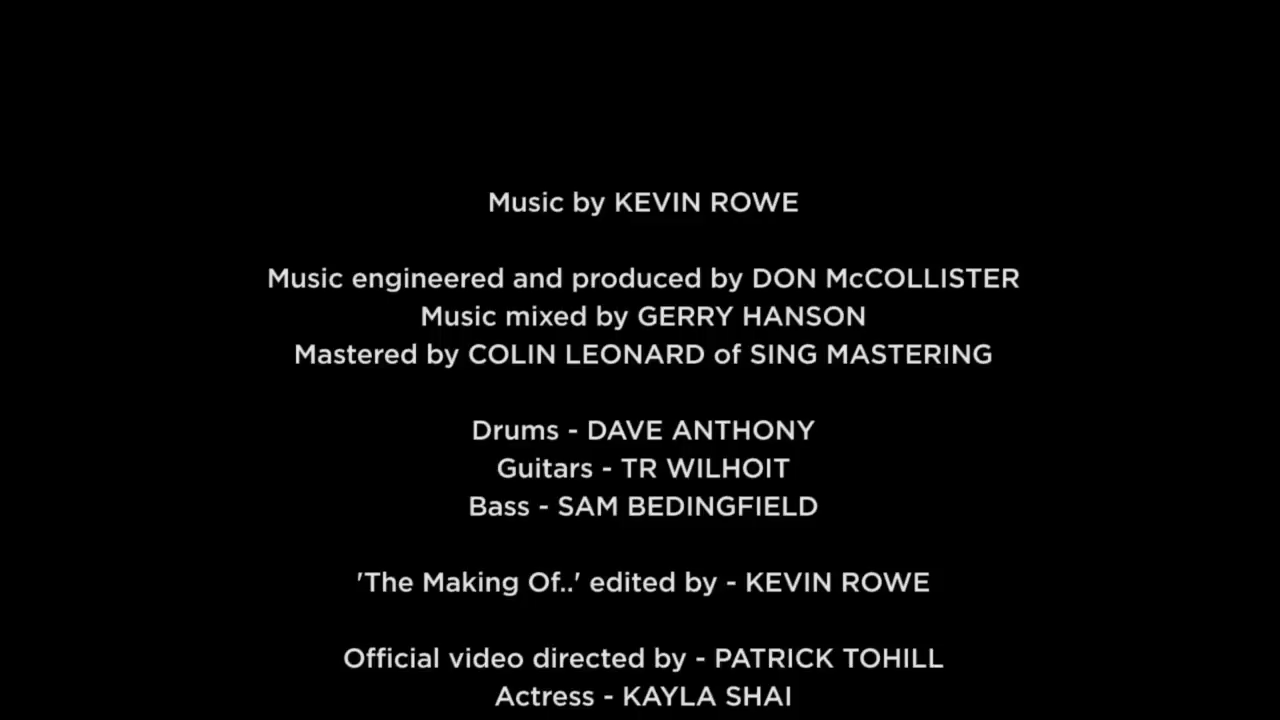 Music by KEVIN ROWE
Music engineered and produced by DON McCOLLISTER
Music mixed by GERRY HANSON
Mastered by COLIN LEONARD of SING MASTERING
Drums - DAVE ANTHONY
Guitars - TR WILHOIT
Bass - SAM BEDINGFIELD
'The Making Of..' edited by - KEVIN ROWE
Official video directed by - PATRICK TOHILL
Actress - KAYLA SHAI